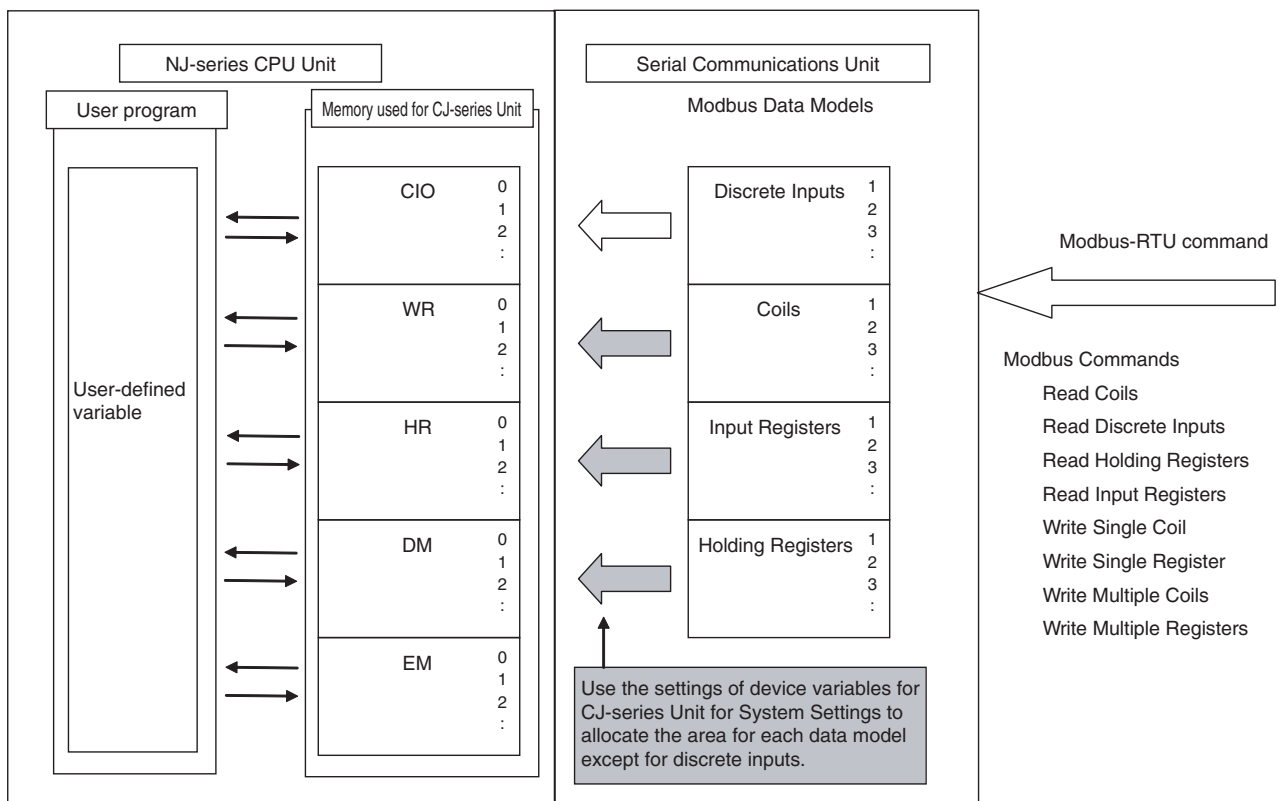 NJ-series CPU Unit
User program
Memory used for CJ-series Unit
User-defined
variable
CIO
0
1
2
:
WR
0
1
2
:
HR
0
1
2
:
DM
0
1
2
:
EM
0
1
2
:
Serial Communications Unit
Modbus Data Models
Discrete Inputs
1
2
3
:
Coils
1
2
3
:
Input Registers
1
2
3
:
Holding Registers
1
2
3
:
Use the settings of device variables for
CJ-series Unit for System Settings to
allocate the area for each data model
except for discrete inputs.
Modbus-RTU command
Modbus Commands
Read Coils
Read Discrete Inputs
Read Holding Registers
Read Input Registers
Write Single Coil
Write Single Register
Write Multiple Coils
Write Multiple Registers